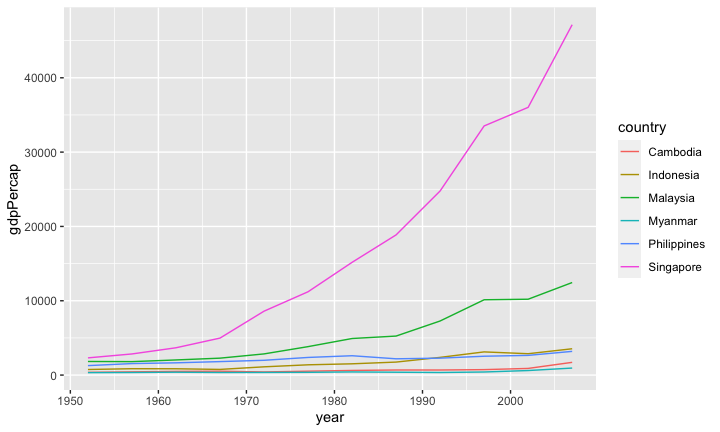 gdpPercap
40000
30000
20000
10000
0
1950
1960
1970
1980
1990
2000
year
country
Cambodia
Indonesia
Malaysia
Myanmar
Philippines
Singapore